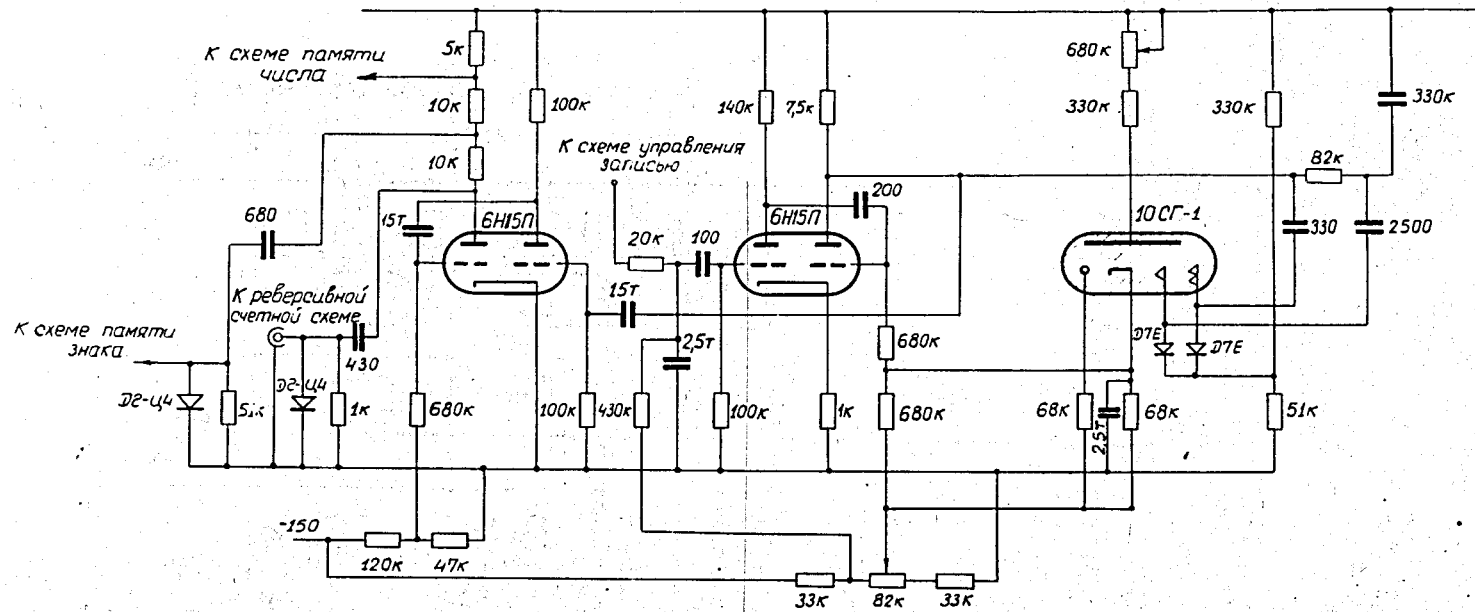 5к
680к
К схеме памяти
числа
10к
100к
140к
7,5к
330к
330к
330к
К схеме управления
записью
10к
82к
200
680
15т
6Н15П
6Н15П
10СГ-1
330
2500
20к
100
К реверсивной
счетной схеме
15т
К схеме памяти
знака
430
2,5т
680к
Д7Е
Д7Е
Д2-Ц4
Д2-Ц4
51к
1к
680к
100к
430к
100к
1к
680к
68к
2,5т
68к
51к
-150
120к
47к
33к
82к
33к